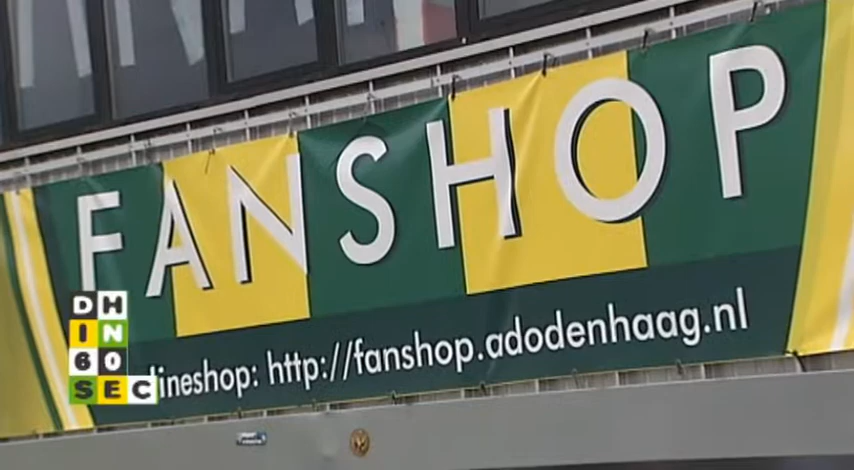 FANSHOP
lineshop: http://fanshop.adodenhaag.nl
DH
IN
60
SEC